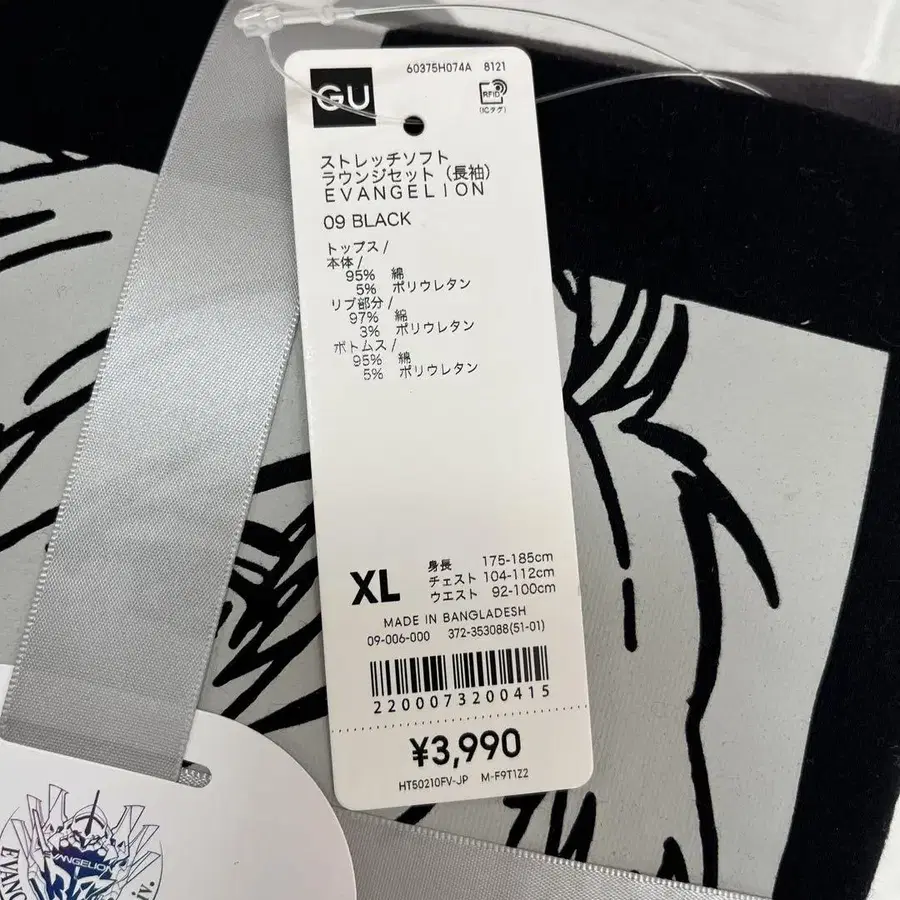 60375H074A 8121
GU
RFID
(ICタグ)
ストレッチソフト
ラウンジセット (長袖)
EVANGELION
09 BLACK
トップス/
本体/
95% 綿
5% ポリウレタン
リブ部分/
97% 綿
3% ポリウレタン
ボトムス/
95% 綿
5% ポリウレタン
XL
身長 175-185cm
チェスト 104-112cm
ウエスト 92-100cm
MADE IN BANGLADESH
09-006-000 372-353088(51-01)
2200073200415
¥3,990
HT50210FV-JP M-F9T1Z2
EVANGELION